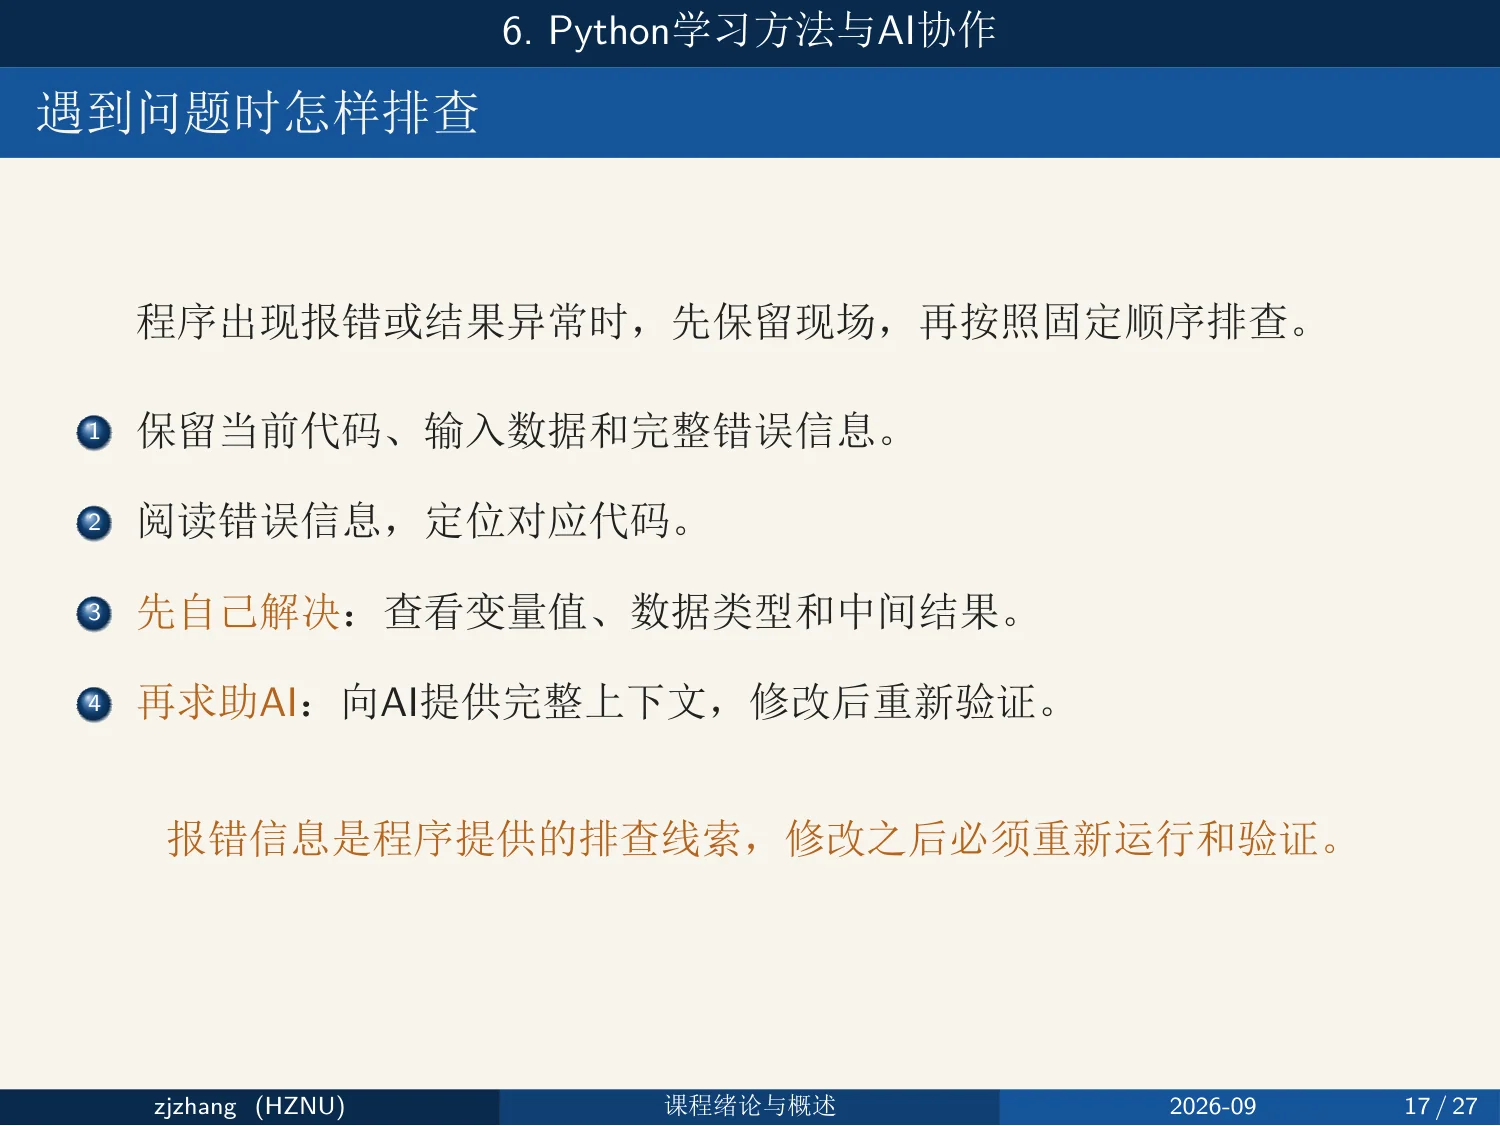 6. Python学习方法与AI协作
遇到问题时怎样排查
程序出现报错或结果异常时，先保留现场，再按照固定顺序排查。
1 保留当前代码、输入数据和完整错误信息。
2 阅读错误信息，定位对应代码。
3 先自己解决：查看变量值、数据类型和中间结果。
4 再求助AI：向AI提供完整上下文，修改后重新验证。
报错信息是程序提供的排查线索，修改之后必须重新运行和验证。
zjzhang (HZNU) 课程绪论与概述 2026-09 17 / 27